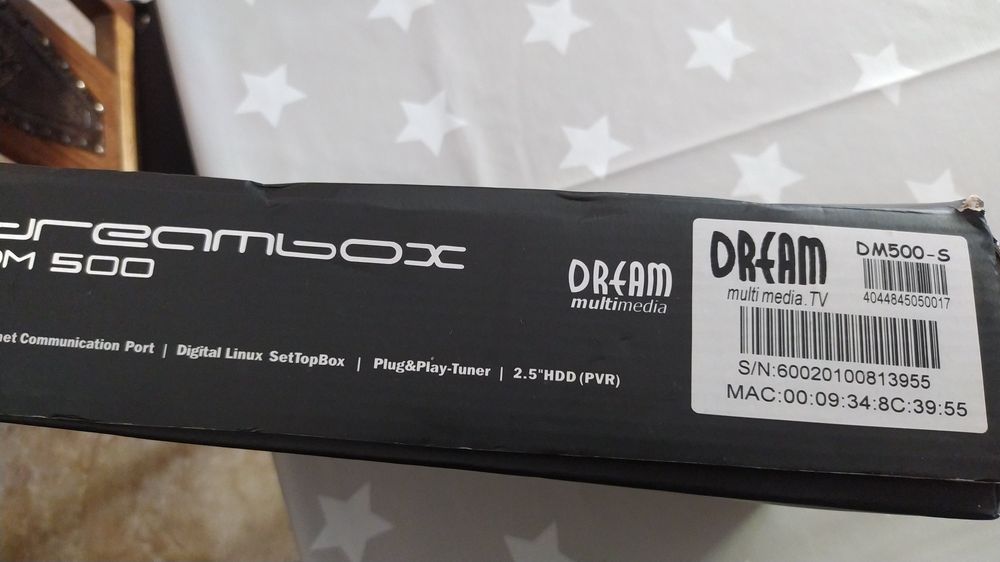 dreambox
DM 500
Communication Port | Digital Linux SetTopBox | Plug&Play-Tuner | 2.5"HDD (PVR)
DREAM
multimedia
DREAM
multi media.TV
DM500-S
4044845050017
S/N:60020100813955
MAC:00:09:34:8C:39:55